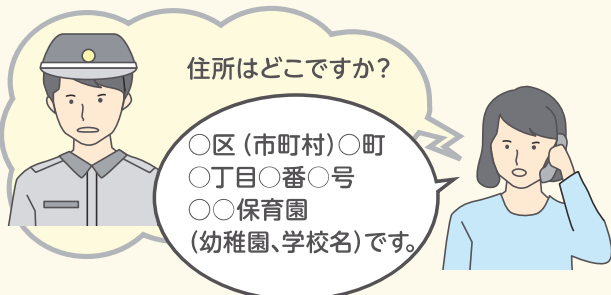 住所はどこですか？
○区（市町村）○町
○丁目○番○号
○○保育園
（幼稚園、学校名）です。